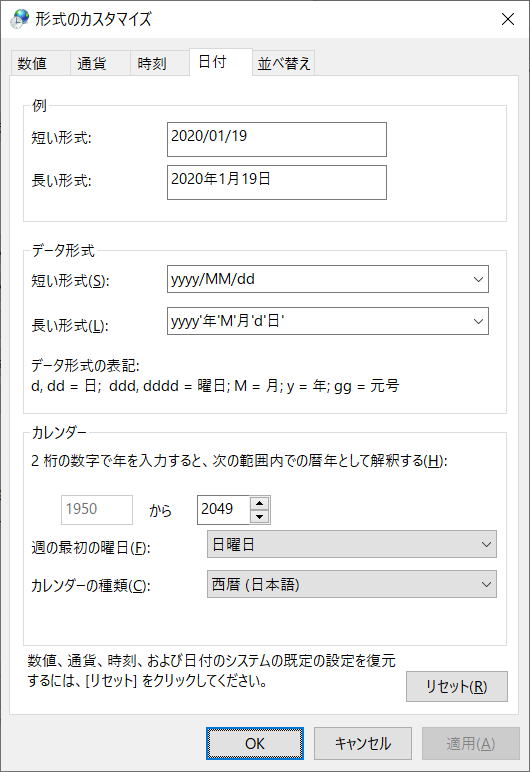 形式のカスタマイズ
数値 通貨 時刻 日付 並べ替え
例
短い形式: 2020/01/19
長い形式: 2020年1月19日
データ形式
短い形式(S): yyyy/MM/dd
長い形式(L): yyyy'年'M'月'd'日'
データ形式の表記:
d, dd = 日; ddd, dddd = 曜日; M = 月; y = 年; gg = 元号
カレンダー
2 桁の数字で年を入力すると、次の範囲内での暦年として解釈する(H):
1950 から 2049
週の最初の曜日(F): 日曜日
カレンダーの種類(C): 西暦 (日本語)
数値、通貨、時刻、および日付のシステムの既定の設定を復元
するには、[リセット] をクリックしてください。
リセット(R)
OK キャンセル 適用(A)